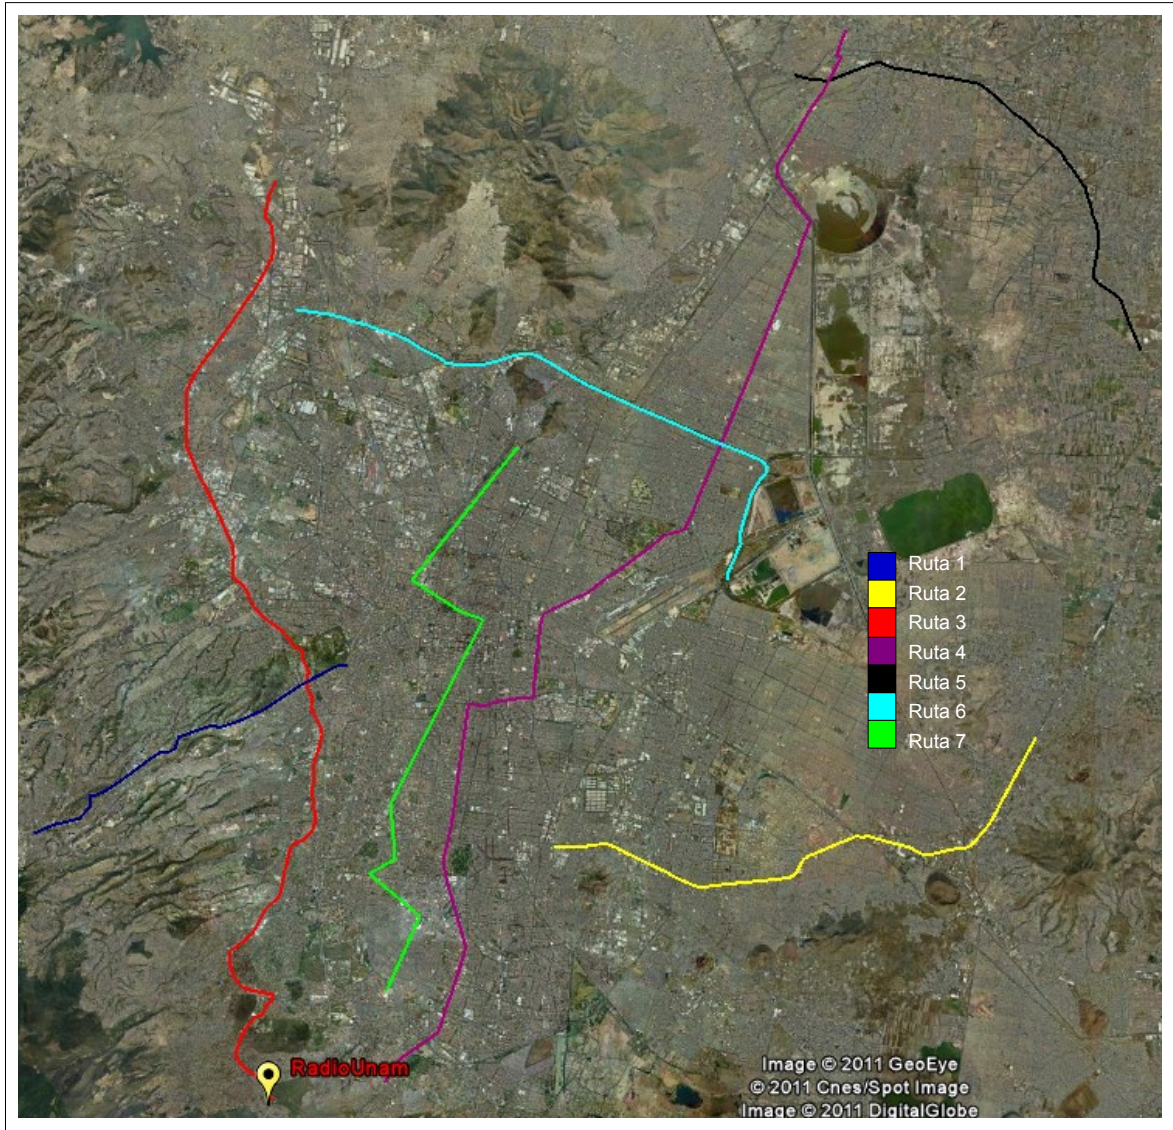 Ruta 1
Ruta 2
Ruta 3
Ruta 4
Ruta 5
Ruta 6
Ruta 7
RadioUnam
Image © 2011 GeoEye
© 2011 Cnes/Spot Image
Image © 2011 DigitalGlobe